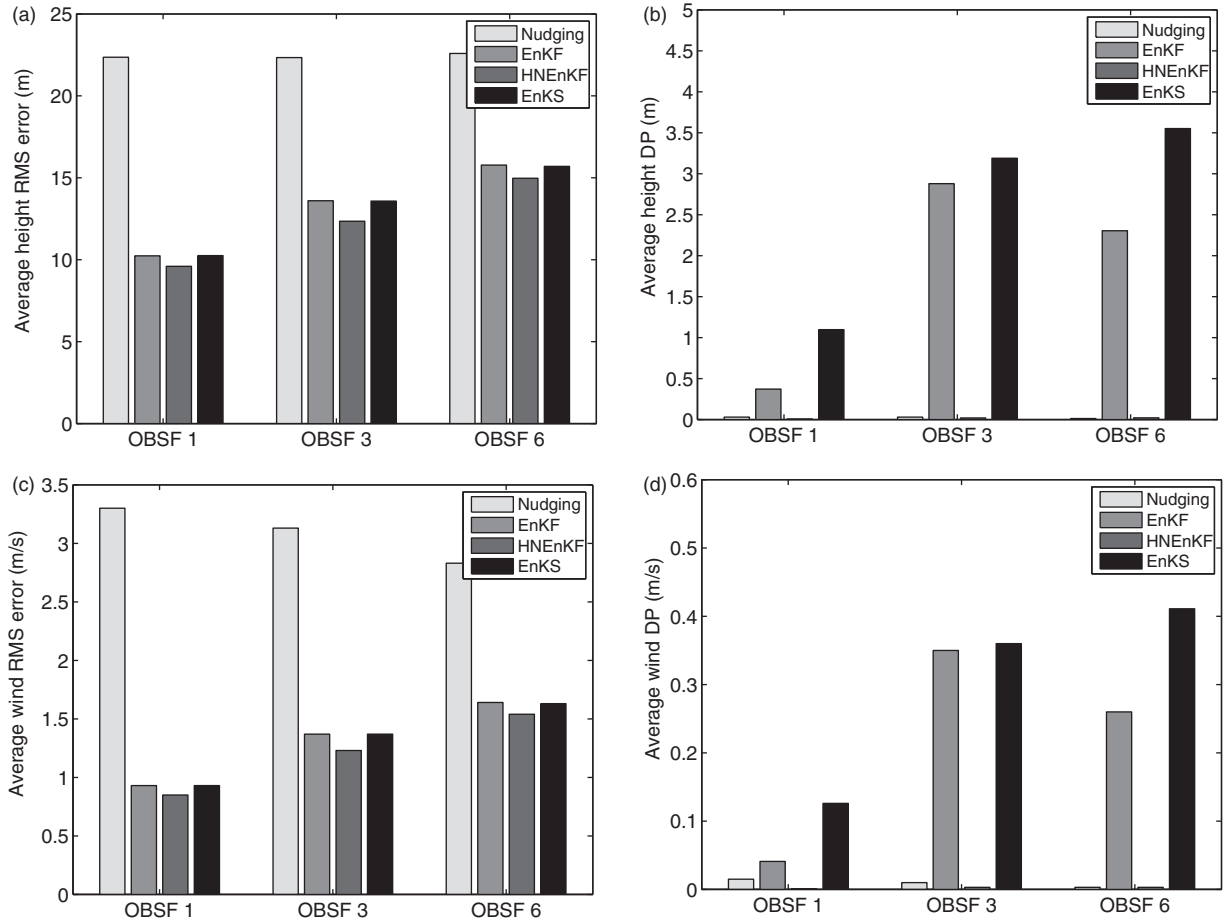 (a)
Average height RMS error (m)
25
20
15
10
5
0
OBSF 1
OBSF 3
OBSF 6
Nudging
EnKF
HNEnKF
EnKS
(b)
Average height DP (m)
5
4.5
4
3.5
3
2.5
2
1.5
1
0.5
0
OBSF 1
OBSF 3
OBSF 6
Nudging
EnKF
HNEnKF
EnKS
(c)
Average wind RMS error (m/s)
3.5
3
2.5
2
1.5
1
0.5
0
OBSF 1
OBSF 3
OBSF 6
Nudging
EnKF
HNEnKF
EnKS
(d)
Average wind DP (m/s)
0.6
0.5
0.4
0.3
0.2
0.1
0
OBSF 1
OBSF 3
OBSF 6
Nudging
EnKF
HNEnKF
EnKS